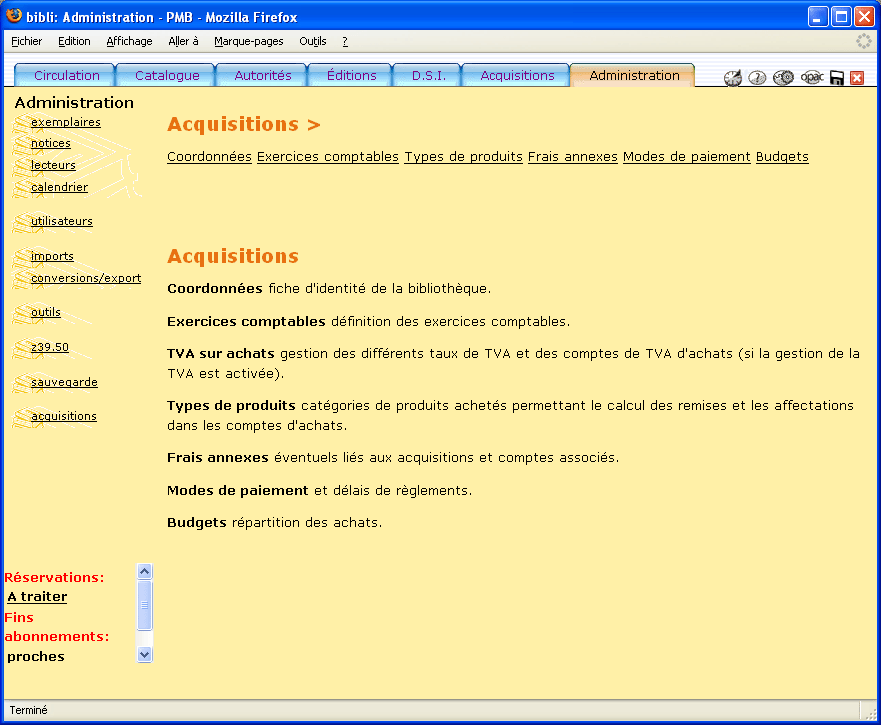 bibli: Administration - PMB - Mozilla Firefox
Fichier Edition Affichage Aller à Marque-pages Outils ?
Circulation Catalogue Autorités Éditions D.S.I. Acquisitions Administration opac
Administration
exemplaires
notices
lecteurs
calendrier
utilisateurs
imports
conversions/export
outils
z39.50
sauvegarde
acquisitions
Réservations:
A traiter
Fins
abonnements:
proches
Acquisitions >
Coordonnées Exercices comptables Types de produits Frais annexes Modes de paiement Budgets
Acquisitions
Coordonnées fiche d'identité de la bibliothèque.
Exercices comptables définition des exercices comptables.
TVA sur achats gestion des différents taux de TVA et des comptes de TVA d'achats (si la gestion de la
TVA est activée).
Types de produits catégories de produits achetés permettant le calcul des remises et les affectations
dans les comptes d'achats.
Frais annexes éventuels liés aux acquisitions et comptes associés.
Modes de paiement et délais de règlements.
Budgets répartition des achats.
Terminé